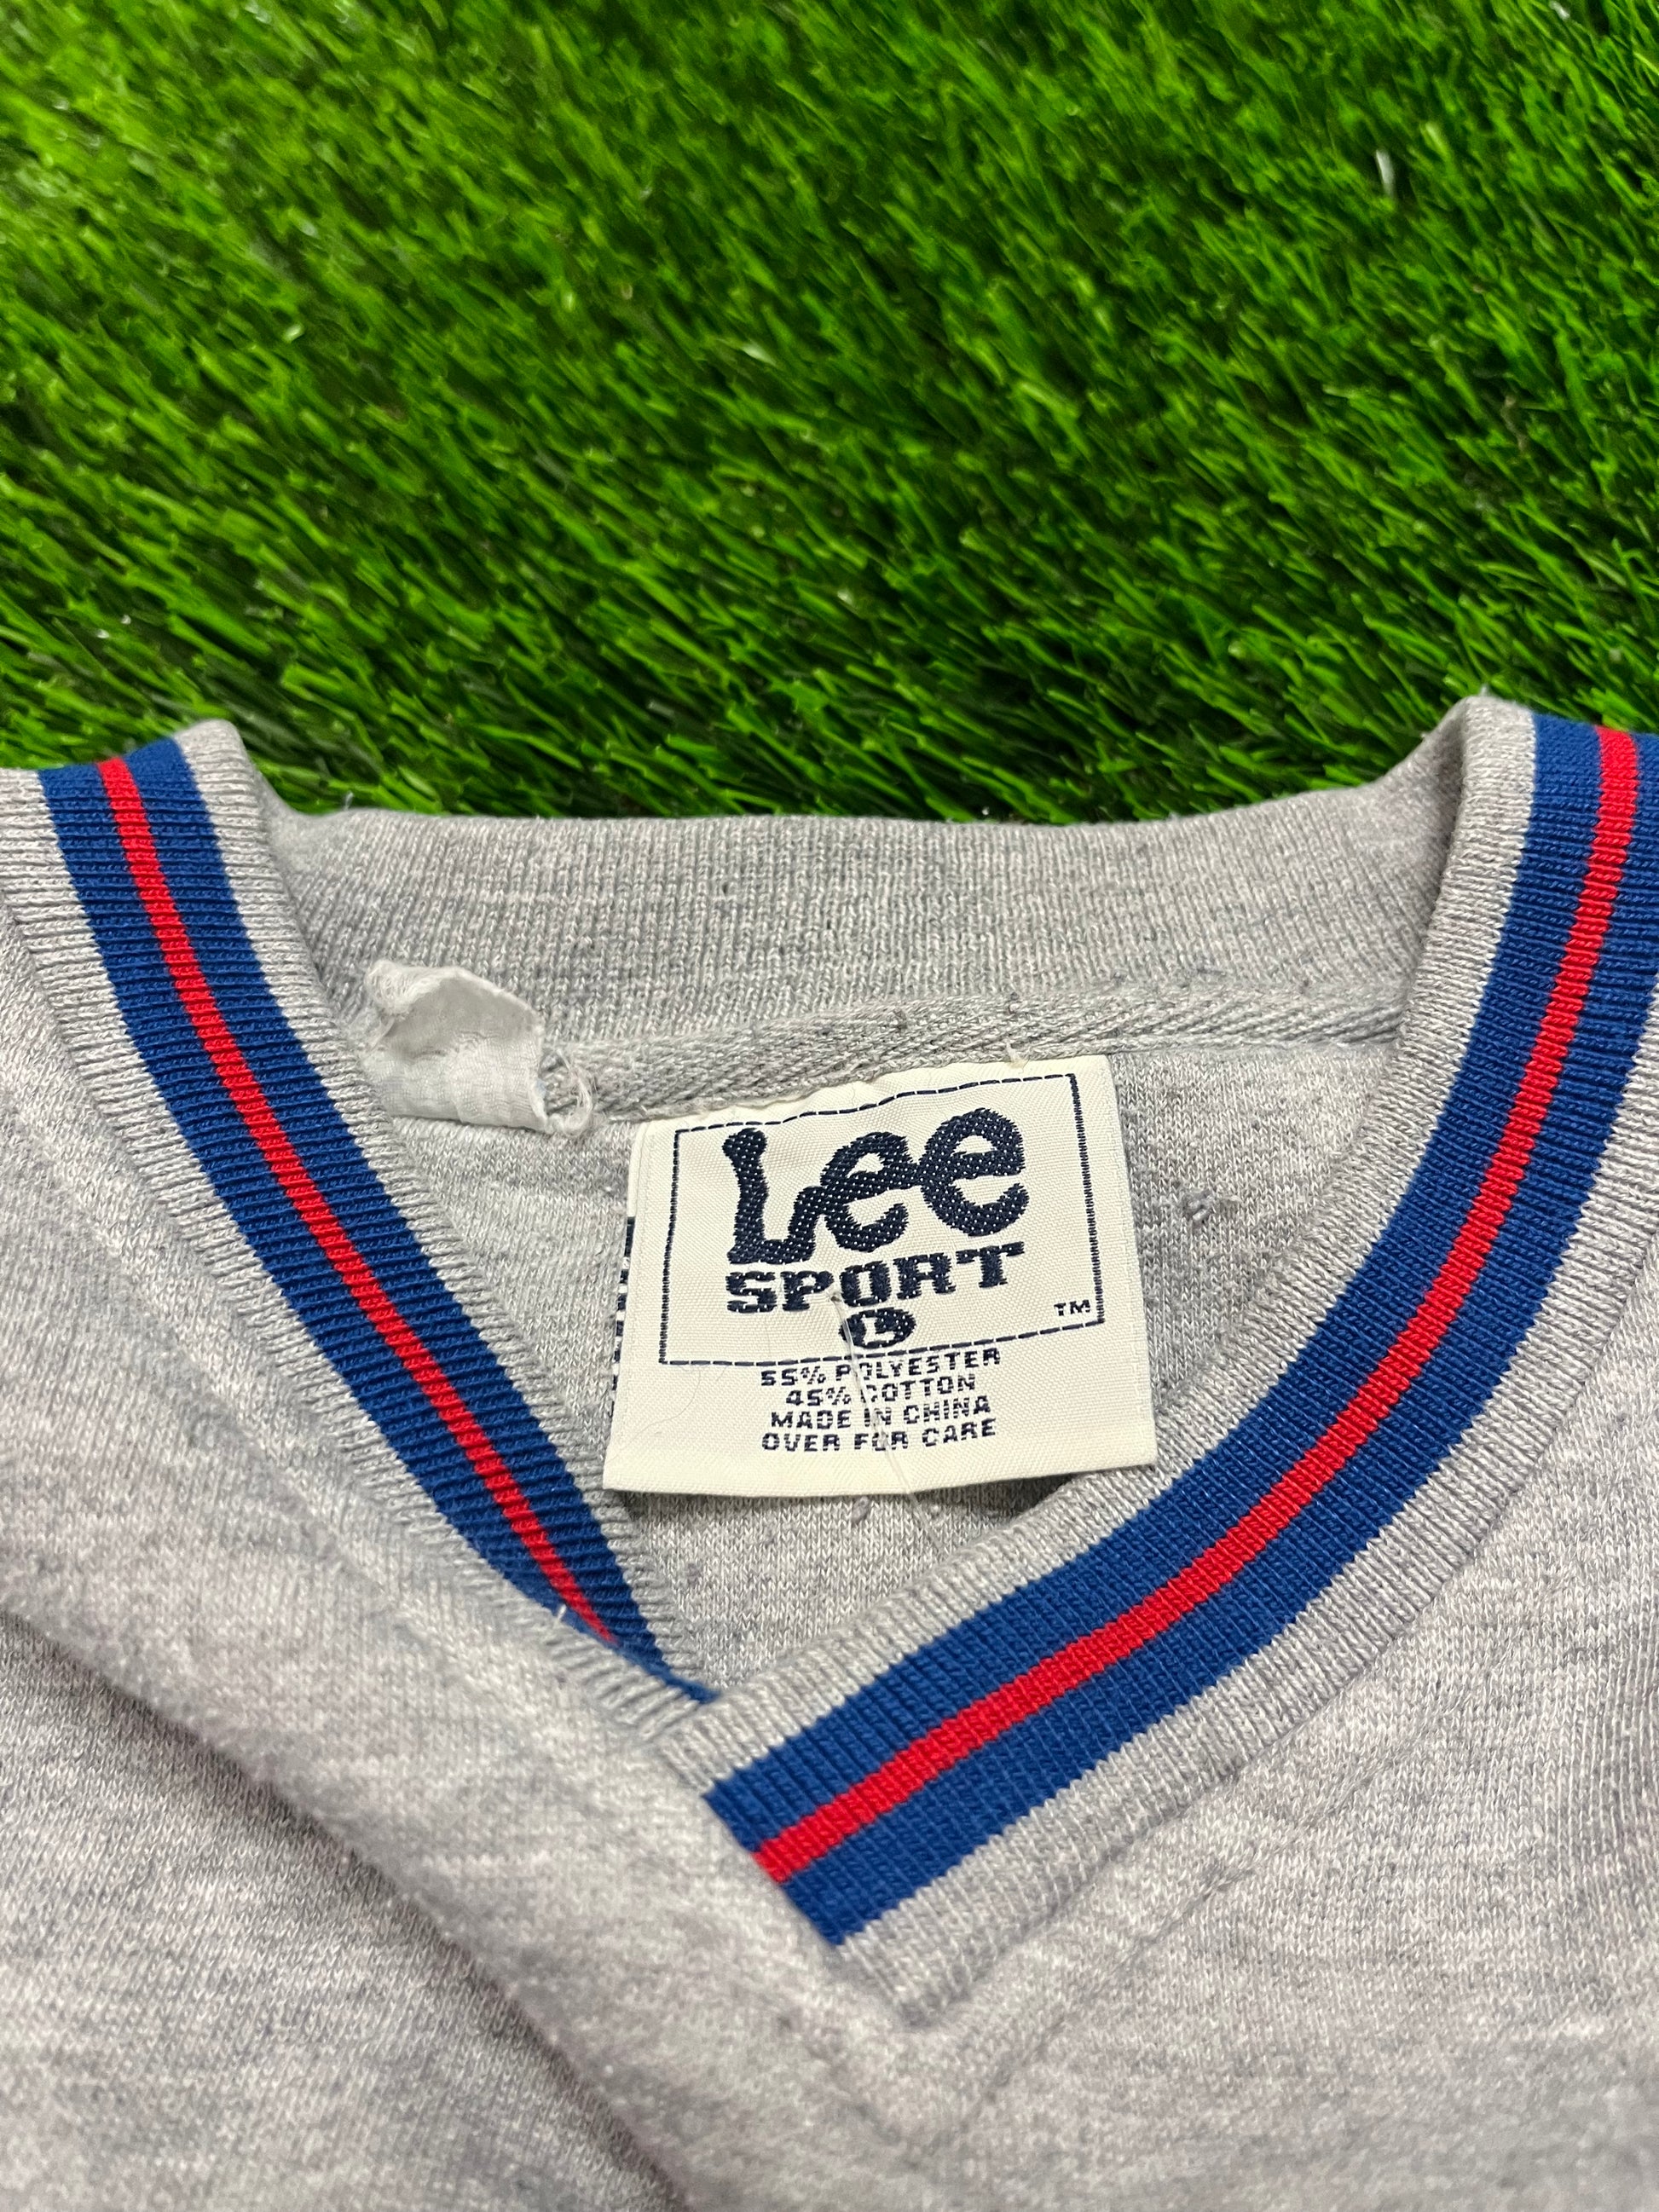 Lee
SPORT
L
TM
55% POLYESTER
45% COTTON
MADE IN CHINA
OVER FOR CARE